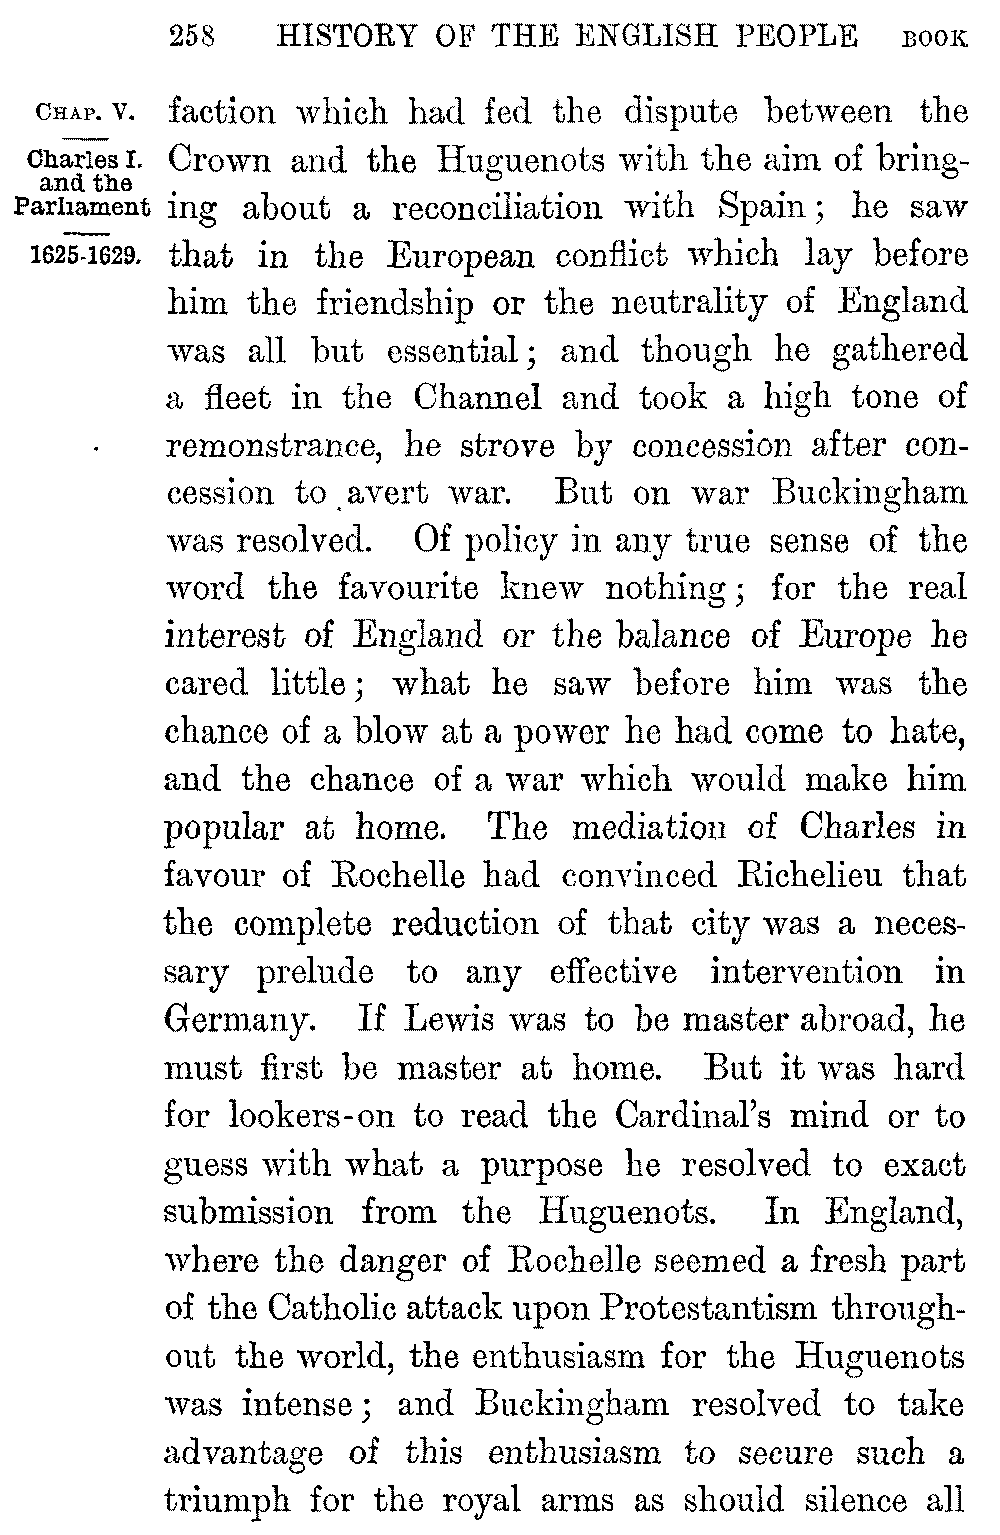 258 HISTORY OF THE ENGLISH PEOPLE BOOK
CHAP. V.
Charles I.
and the
Parliament
1625-1629.
faction which had fed the dispute between the
Crown and the Huguenots with the aim of bring-
ing about a reconciliation with Spain; he saw
that in the European conflict which lay before
him the friendship or the neutrality of England
was all but essential; and though he gathered
a fleet in the Channel and took a high tone of
remonstrance, he strove by concession after con-
cession to avert war. But on war Buckingham
was resolved. Of policy in any true sense of the
word the favourite knew nothing; for the real
interest of England or the balance of Europe he
cared little; what he saw before him was the
chance of a blow at a power he had come to hate,
and the chance of a war which would make him
popular at home. The mediation of Charles in
favour of Rochelle had convinced Richelieu that
the complete reduction of that city was a neces-
sary prelude to any effective intervention in
Germany. If Lewis was to be master abroad, he
must first be master at home. But it was hard
for lookers-on to read the Cardinal's mind or to
guess with what a purpose he resolved to exact
submission from the Huguenots. In England,
where the danger of Rochelle seemed a fresh part
of the Catholic attack upon Protestantism through-
out the world, the enthusiasm for the Huguenots
was intense; and Buckingham resolved to take
advantage of this enthusiasm to secure such a
triumph for the royal arms as should silence all